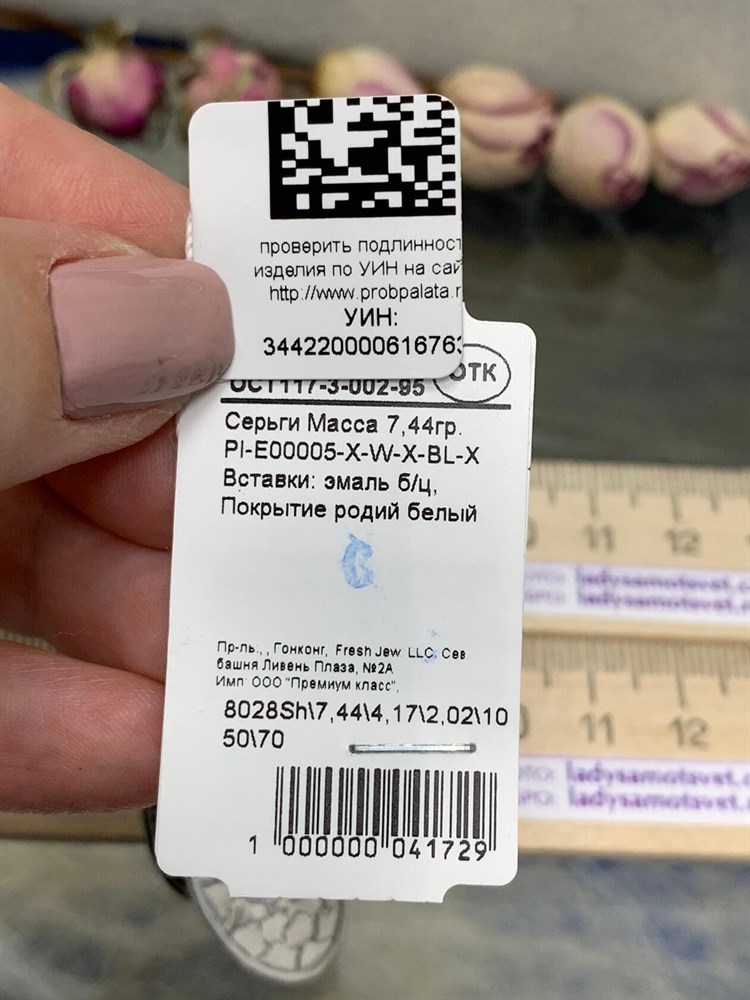 проверить подлинност
изделия по УИН на сай
http://www.probpalata.r
УИН:
344220000616763
ОСТ117-3-002-95
ОТК
Серьги Масса 7,44гр.
PI-E00005-X-W-X-BL-X
Вставки: эмаль б/ц,
Покрытие родий белый
Пр-ль., , Гонконг, Fresh Jew. LLC, Сев.
башня Ливень Плаза, №2А
Имп: ООО "Премиум класс",
8028Sh\7,44\4,17\2,02\10
50\70
1 000000 041729
11 12
ladysamotsvet.
ladysamotsvet.
11 12
ladysamotsvet.
ladysamotsvet.